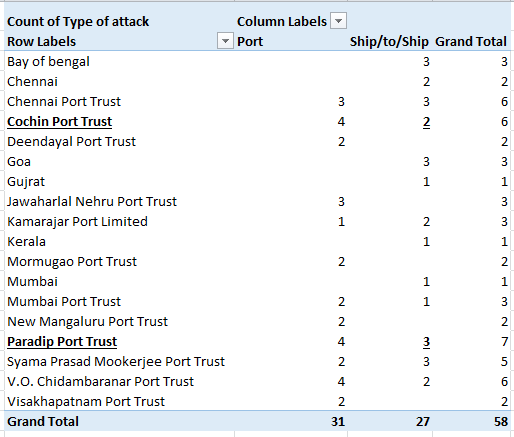 Count of Type of attack Column Labels
Row Labels Port Ship/to/Ship Grand Total
Bay of bengal 3 3
Chennai 2 2
Chennai Port Trust 3 3 6
Cochin Port Trust 4 2 6
Deendayal Port Trust 2 2
Goa 3 3
Gujrat 1 1
Jawaharlal Nehru Port Trust 3 3
Kamarajar Port Limited 1 2 3
Kerala 1 1
Mormugao Port Trust 2 2
Mumbai 1 1
Mumbai Port Trust 2 1 3
New Mangaluru Port Trust 2 2
Paradip Port Trust 4 3 7
Syama Prasad Mookerjee Port Trust 2 3 5
V.O. Chidambaranar Port Trust 4 2 6
Visakhapatnam Port Trust 2 2
Grand Total 31 27 58